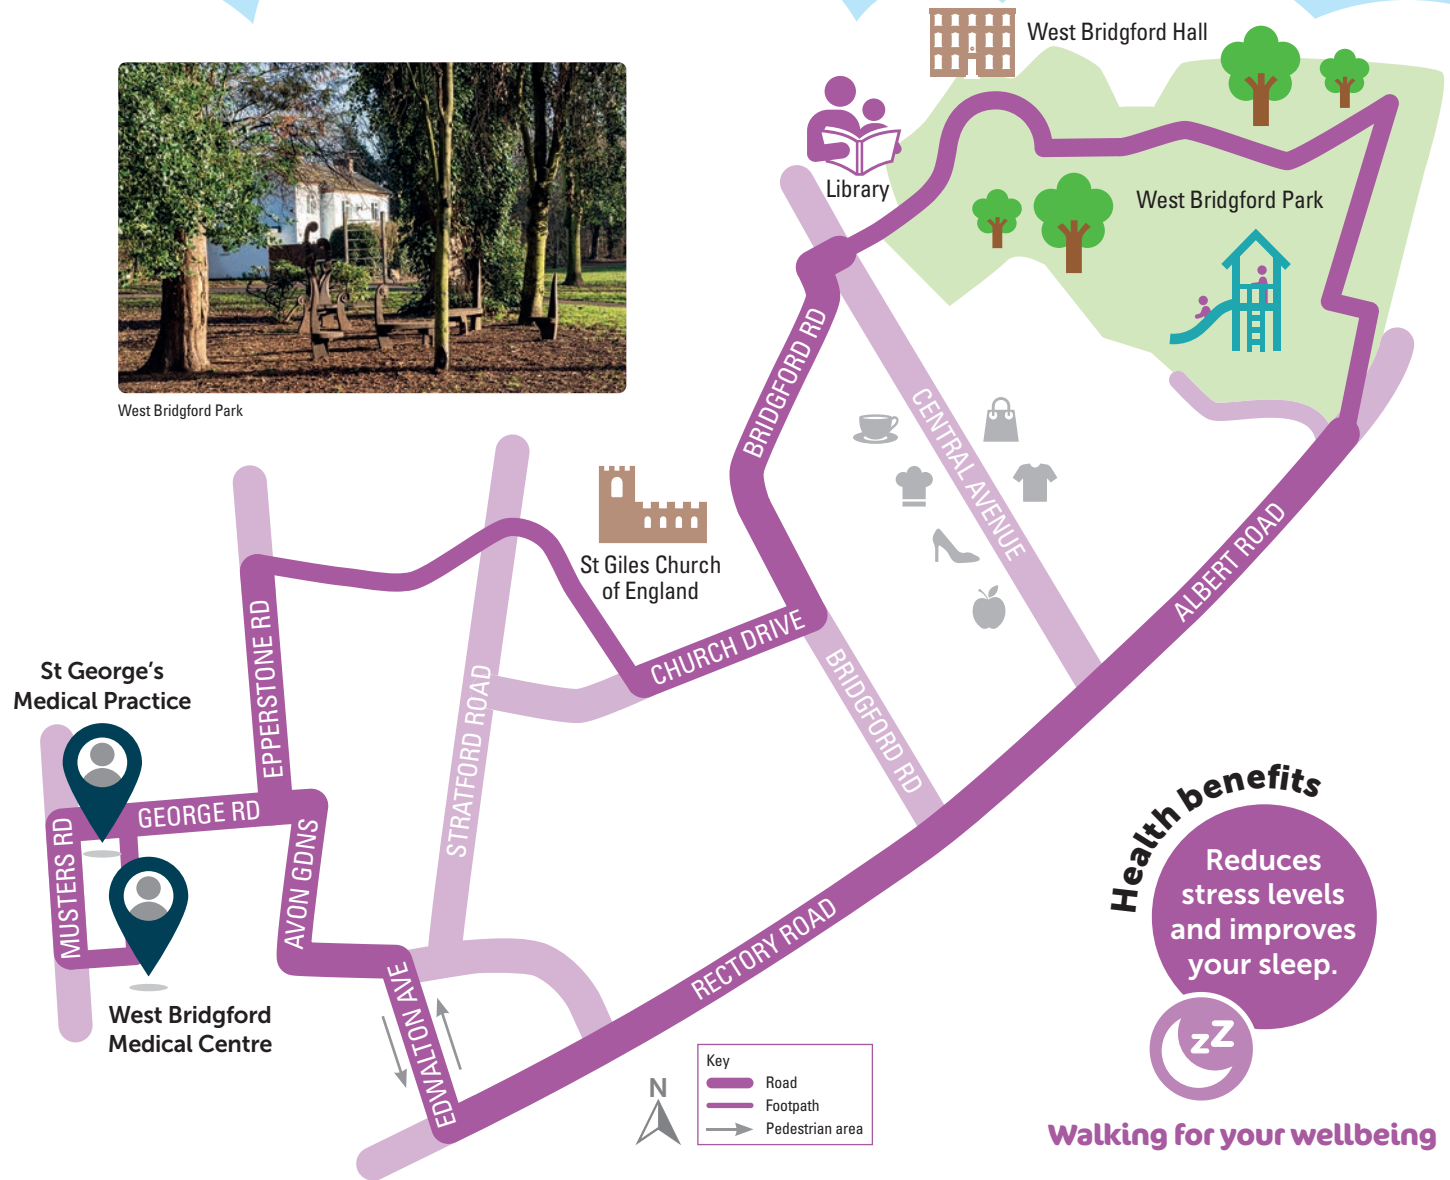 West Bridgford Hall
Library
West Bridgford Park
West Bridgford Park
BRIDGFORD RD
CENTRAL AVENUE
ALBERT ROAD
St Giles Church
of England
CHURCH DRIVE
BRIDGFORD RD
EPPERSTONE RD
STRATFORD ROAD
St George's
Medical Practice
GEORGE RD
MUSTERS RD
AVON GDNS
West Bridgford
Medical Centre
EDWALTON AVE
RECTORY ROAD
Health benefits
Reduces
stress levels
and improves
your sleep.
zZ
N
Key
Road
Footpath
Pedestrian area
Walking for your wellbeing